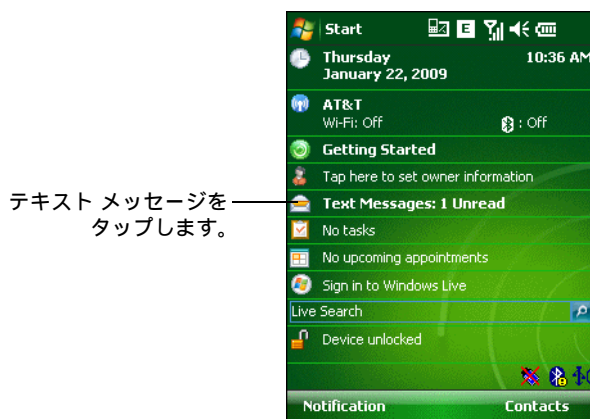 テキスト メッセージを
タップします。
Start
E
Thursday
10:36 AM
January 22, 2009
AT&T
Wi-Fi: Off
: Off
Getting Started
Tap here to set owner information
Text Messages: 1 Unread
No tasks
No upcoming appointments
Sign in to Windows Live
Live Search
Device unlocked
Notification
Contacts